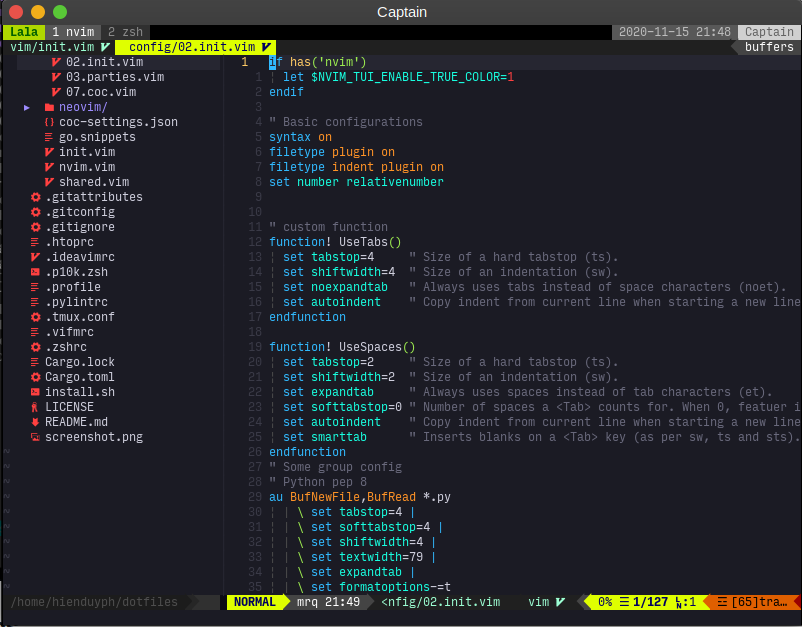 Captain
Lala 1 nvim 2 zsh 2020-11-15 21:48 Captain
vim/init.vim config/02.init.vim buffers
02.init.vim
03.parties.vim
07.coc.vim
neovim/
coc-settings.json
go.snippets
init.vim
nvim.vim
shared.vim
.gitattributes
.gitconfig
.gitignore
.htoprc
.ideavimrc
.p10k.zsh
.profile
.pylintrc
.tmux.conf
.vifmrc
.zshrc
Cargo.lock
Cargo.toml
install.sh
LICENSE
README.md
screenshot.png
1 if has('nvim')
1 ¦ let $NVIM_TUI_ENABLE_TRUE_COLOR=1
2 endif
3
4 " Basic configurations
5 syntax on
6 filetype plugin on
7 filetype indent plugin on
8 set number relativenumber
9
10
11 " custom function
12 function! UseTabs()
13 ¦ set tabstop=4 " Size of a hard tabstop (ts).
14 ¦ set shiftwidth=4 " Size of an indentation (sw).
15 ¦ set noexpandtab " Always uses tabs instead of space characters (noet).
16 ¦ set autoindent " Copy indent from current line when starting a new line
17 endfunction
18
19 function! UseSpaces()
20 ¦ set tabstop=2 " Size of a hard tabstop (ts).
21 ¦ set shiftwidth=2 " Size of an indentation (sw).
22 ¦ set expandtab " Always uses spaces instead of tab characters (et).
23 ¦ set softtabstop=0 " Number of spaces a <Tab> counts for. When 0, featuer i
24 ¦ set autoindent " Copy indent from current line when starting a new line
25 ¦ set smarttab " Inserts blanks on a <Tab> key (as per sw, ts and sts).
26 endfunction
27 " Some group config
28 " Python pep 8
29 au BufNewFile,BufRead *.py
30 ¦ ¦ \ set tabstop=4 |
31 ¦ ¦ \ set softtabstop=4 |
32 ¦ ¦ \ set shiftwidth=4 |
33 ¦ ¦ \ set textwidth=79 |
34 ¦ ¦ \ set expandtab |
35 ¦ ¦ \ set formatoptions-=t
/home/hienduyph/dotfiles NORMAL mrq 21:49 <nfig/02.init.vim vim 0% ☰ 1/127 :1 ☲ [65]tra…